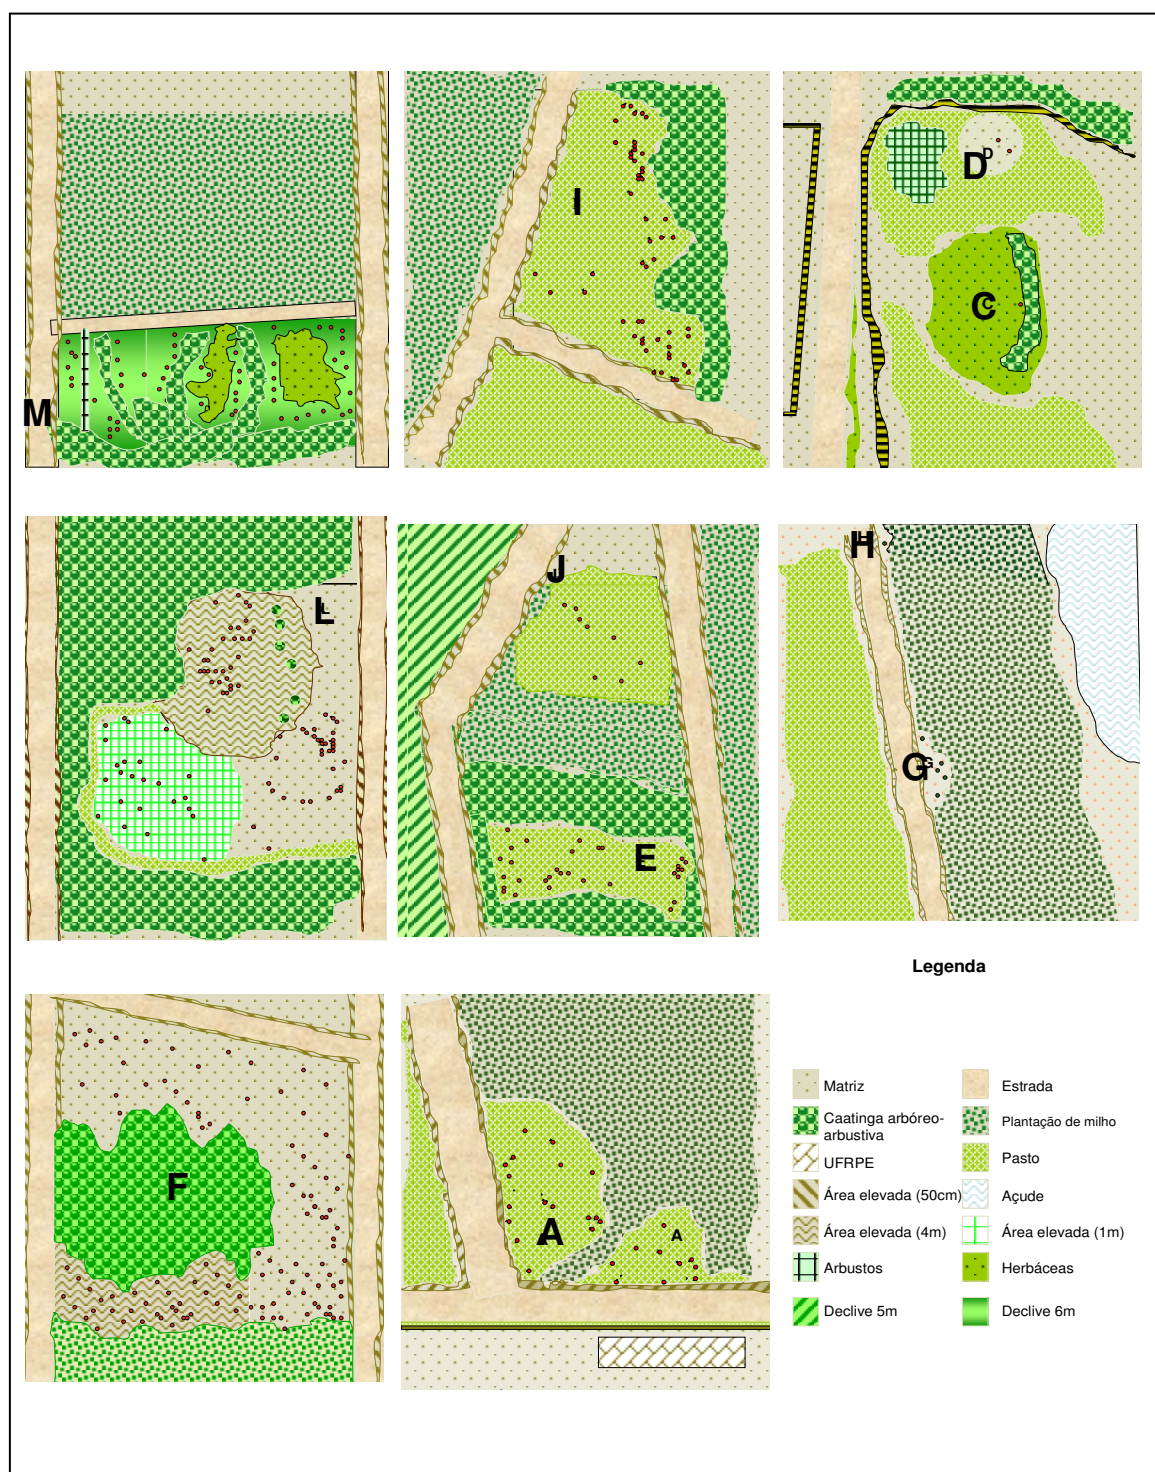 I
D
D
C
C
M
L
L
J
J
E
H
H
G
G
Legenda
F
A
A
Matriz
Estrada
Caatinga arbóreo-
arbustiva
Plantação de milho
UFRPE
Pasto
Área elevada (50cm)
Açude
Área elevada (4m)
Área elevada (1m)
Arbustos
Herbáceas
Declive 5m
Declive 6m